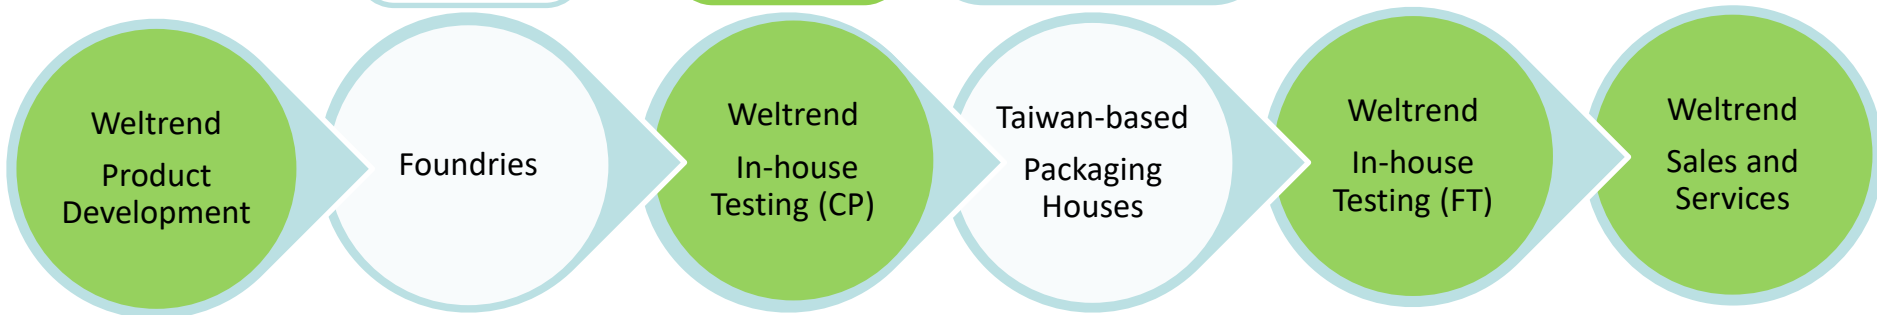 Weltrend
Product
Development
Foundries
Weltrend
In-house
Testing (CP)
Taiwan-based
Packaging
Houses
Weltrend
In-house
Testing (FT)
Weltrend
Sales and
Services